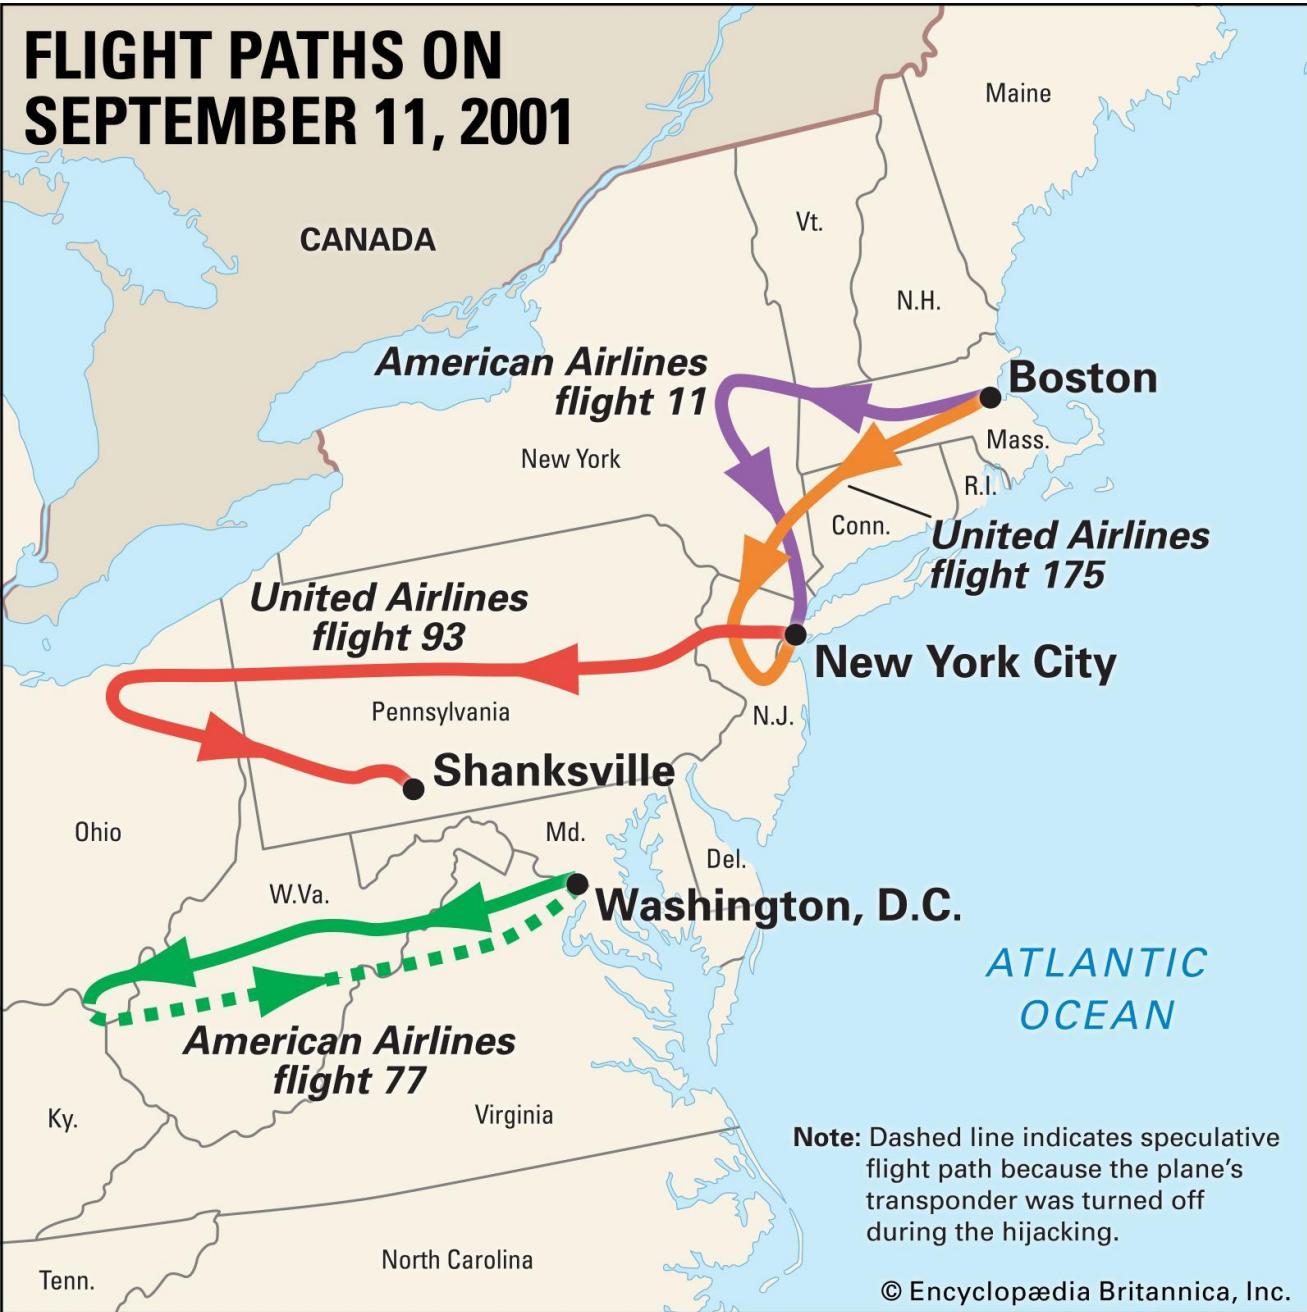 FLIGHT PATHS ON
SEPTEMBER 11, 2001
Maine
CANADA
Vt.
N.H.
American Airlines
flight 11
Boston
Mass.
New York
R.I.
Conn.
United Airlines
flight 175
United Airlines
flight 93
New York City
Pennsylvania
N.J.
Shanksville
Ohio
Md.
Del.
W.Va.
Washington, D.C.
ATLANTIC
OCEAN
American Airlines
flight 77
Ky.
Virginia
Note: Dashed line indicates speculative
flight path because the plane's
transponder was turned off
during the hijacking.
North Carolina
Tenn.
© Encyclopædia Britannica, Inc.